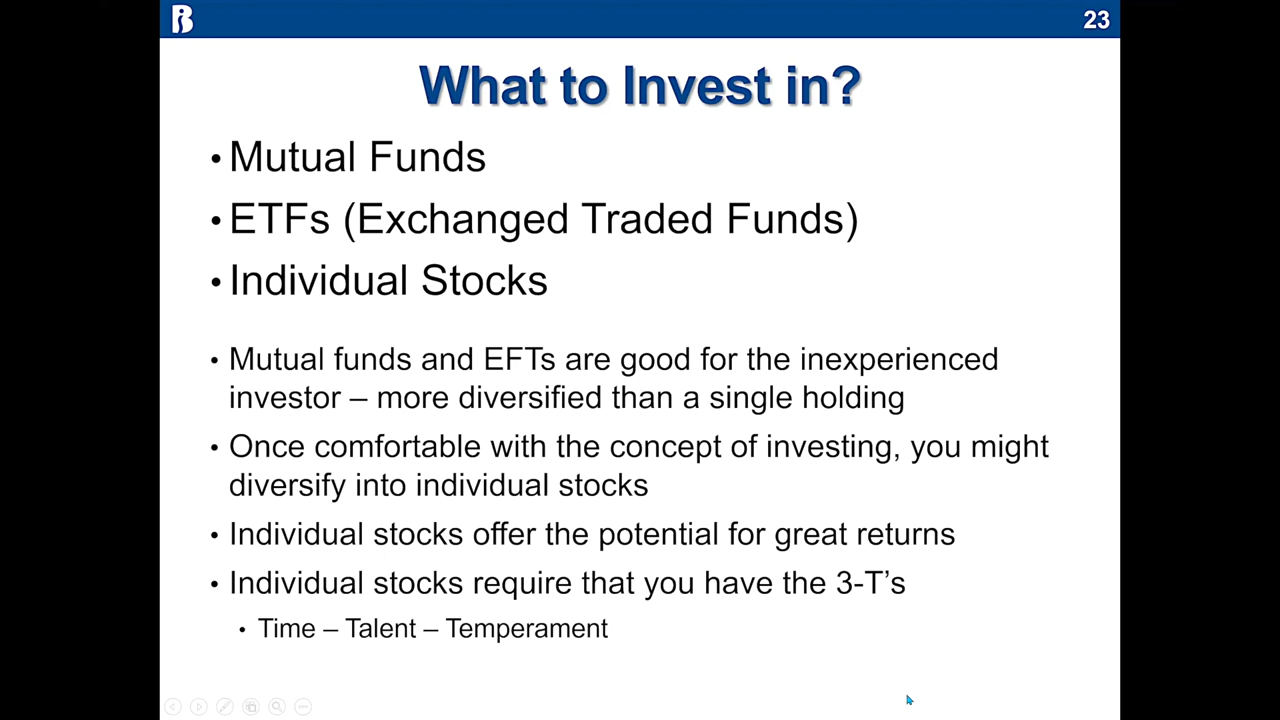 23
What to Invest in?
• Mutual Funds
• ETFs (Exchanged Traded Funds)
• Individual Stocks
• Mutual funds and EFTs are good for the inexperienced
investor – more diversified than a single holding
• Once comfortable with the concept of investing, you might
diversify into individual stocks
• Individual stocks offer the potential for great returns
• Individual stocks require that you have the 3-T’s
• Time – Talent – Temperament